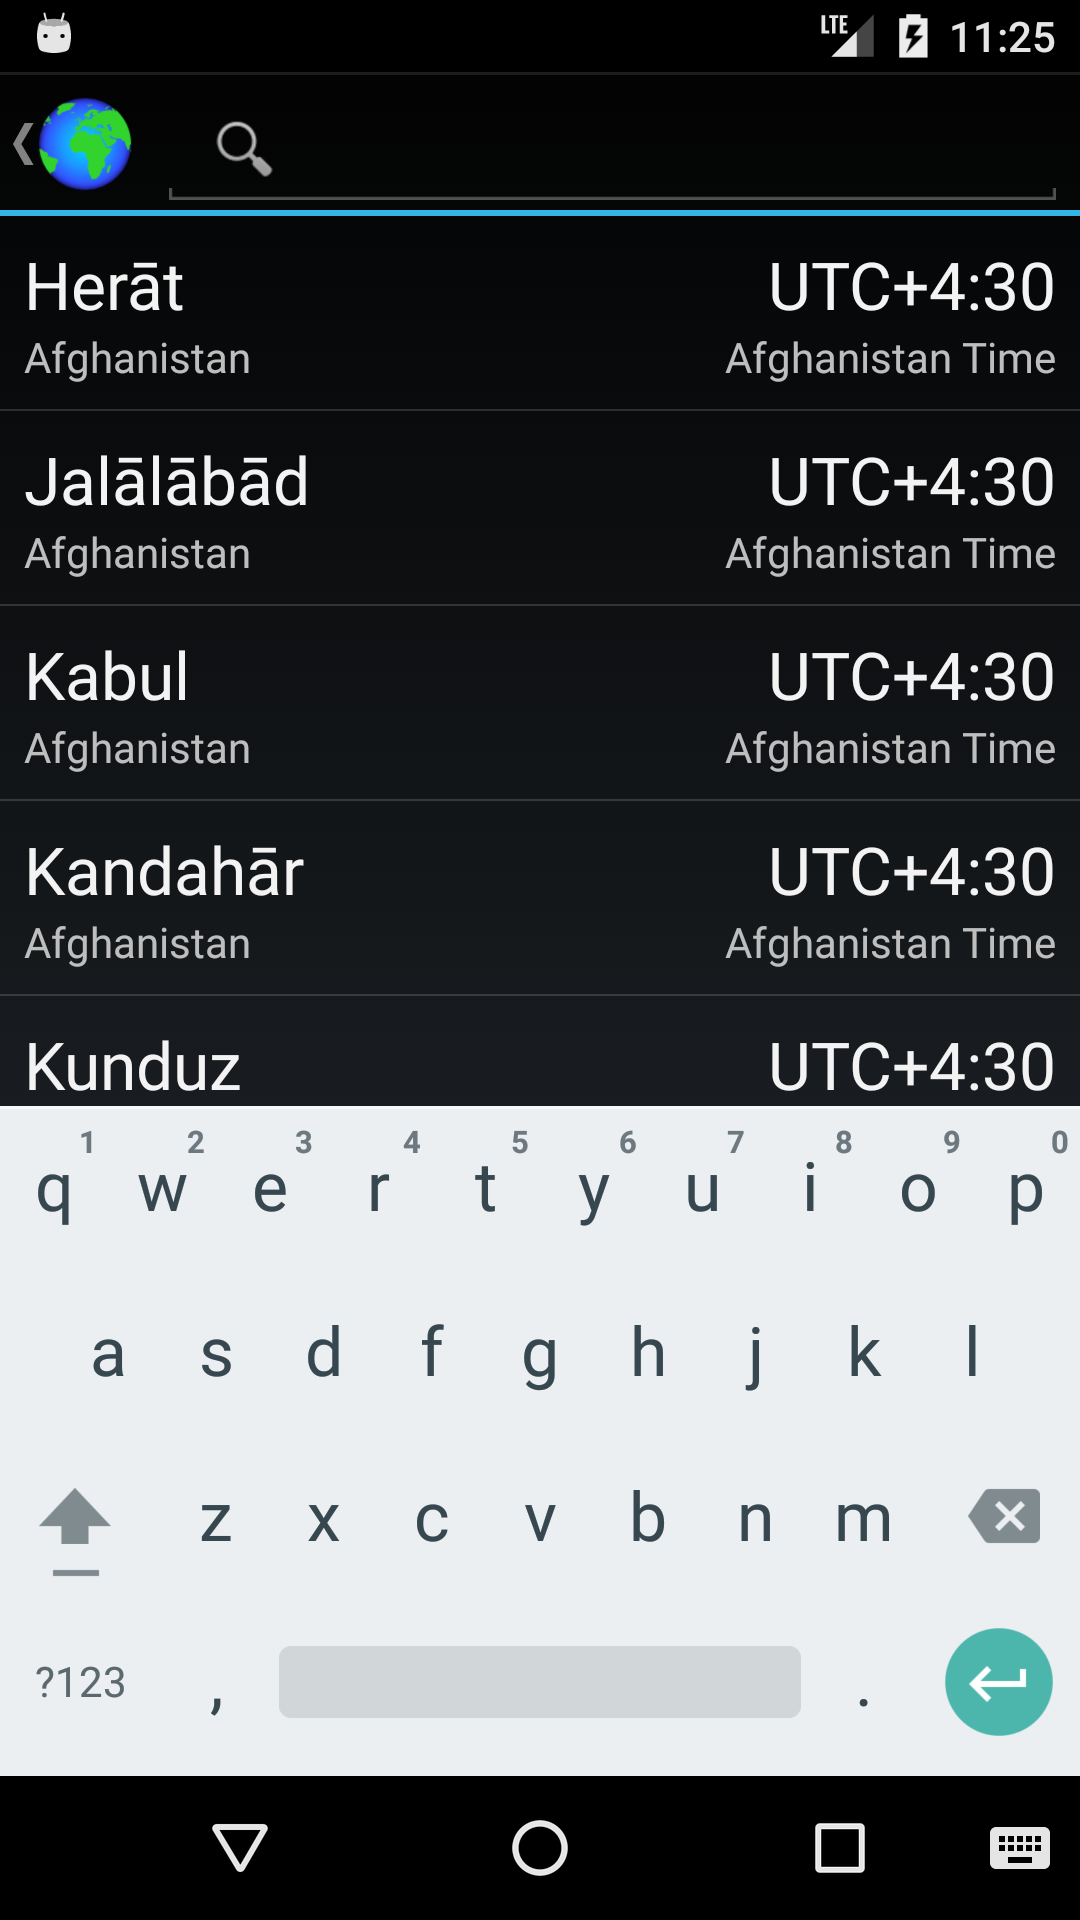 LTE 11:25
Herāt UTC+4:30
Afghanistan Afghanistan Time
Jalālābād UTC+4:30
Afghanistan Afghanistan Time
Kabul UTC+4:30
Afghanistan Afghanistan Time
Kandahār UTC+4:30
Afghanistan Afghanistan Time
Kunduz UTC+4:30
1 2 3 4 5 6 7 8 9 0
q w e r t y u i o p
a s d f g h j k l
z x c v b n m
?123 , .